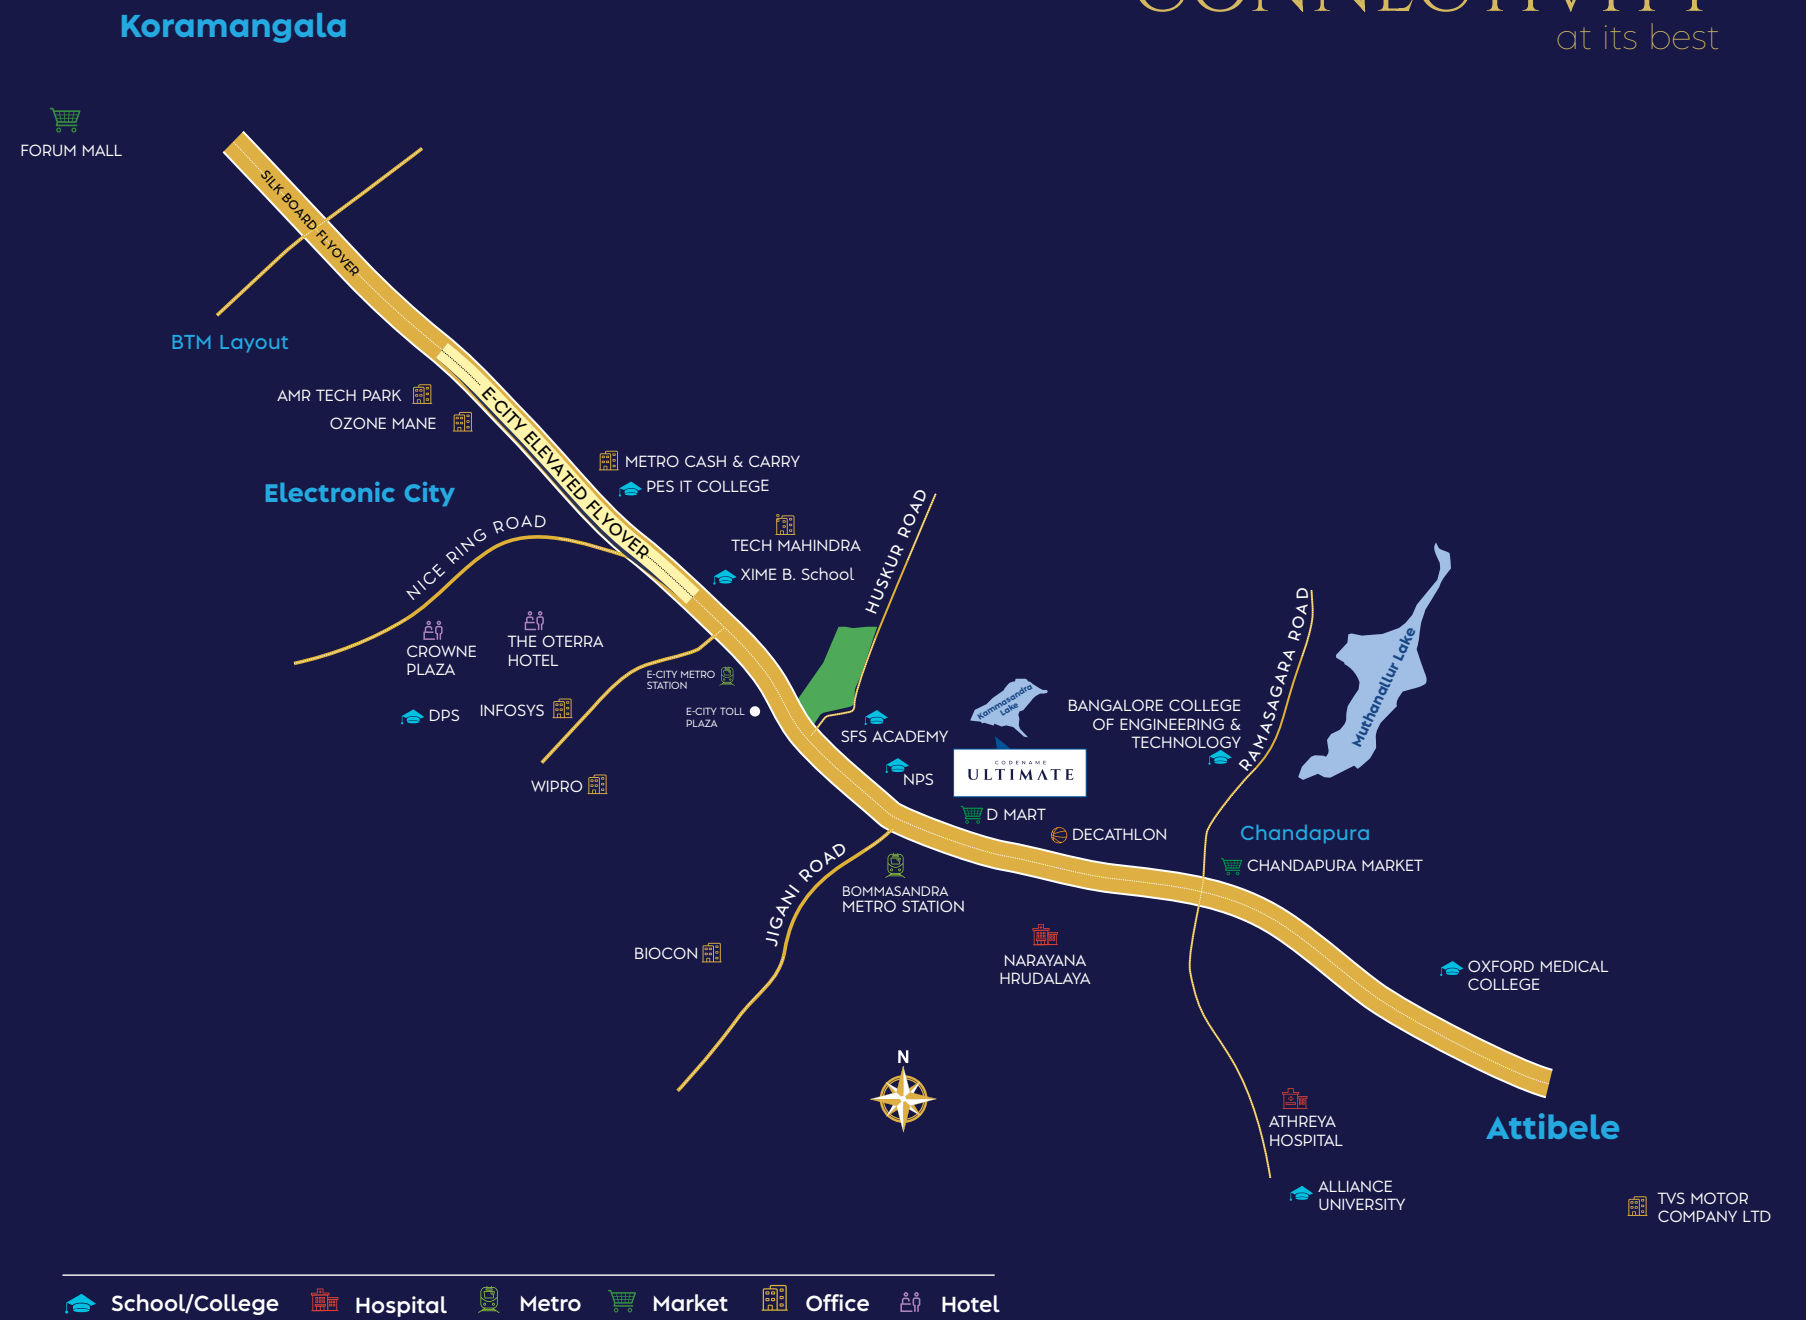 CONNECTIVITY
at its best
Koramangala
FORUM MALL
SILK BOARD FLYOVER
BTM Layout
AMR TECH PARK
OZONE MANE
E-CITY ELEVATED FLYOVER
METRO CASH & CARRY
PES IT COLLEGE
Electronic City
NICE RING ROAD
TECH MAHINDRA
XIME B. School
HUSKUR ROAD
CROWNE
PLAZA
THE OTERRA
HOTEL
E-CITY METRO
STATION
E-CITY TOLL
PLAZA
DPS
INFOSYS
WIPRO
SFS ACADEMY
NPS
Kammasandra
Lake
CODENAME
ULTIMATE
BANGALORE COLLEGE
OF ENGINEERING &
TECHNOLOGY
RAMASAGARA ROAD
Muthanallur Lake
D MART
DECATHLON
Chandapura
CHANDAPURA MARKET
JIGANI ROAD
BOMMASANDRA
METRO STATION
BIOCON
NARAYANA
HRUDALAYA
OXFORD MEDICAL
COLLEGE
N
ATHREYA
HOSPITAL
Attibele
ALLIANCE
UNIVERSITY
TVS MOTOR
COMPANY LTD
School/College
Hospital
Metro
Market
Office
Hotel